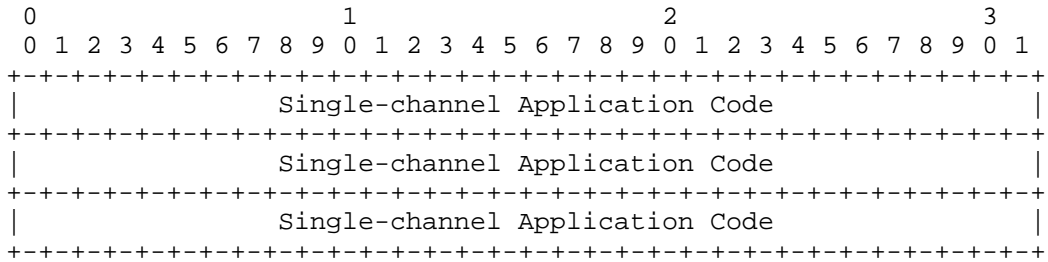 0                   1                   2                   3
 0 1 2 3 4 5 6 7 8 9 0 1 2 3 4 5 6 7 8 9 0 1 2 3 4 5 6 7 8 9 0 1
+-+-+-+-+-+-+-+-+-+-+-+-+-+-+-+-+-+-+-+-+-+-+-+-+-+-+-+-+-+-+-+-+
|                Single-channel Application Code                |
+-+-+-+-+-+-+-+-+-+-+-+-+-+-+-+-+-+-+-+-+-+-+-+-+-+-+-+-+-+-+-+-+
|                Single-channel Application Code                |
+-+-+-+-+-+-+-+-+-+-+-+-+-+-+-+-+-+-+-+-+-+-+-+-+-+-+-+-+-+-+-+-+
|                Single-channel Application Code                |
+-+-+-+-+-+-+-+-+-+-+-+-+-+-+-+-+-+-+-+-+-+-+-+-+-+-+-+-+-+-+-+-+